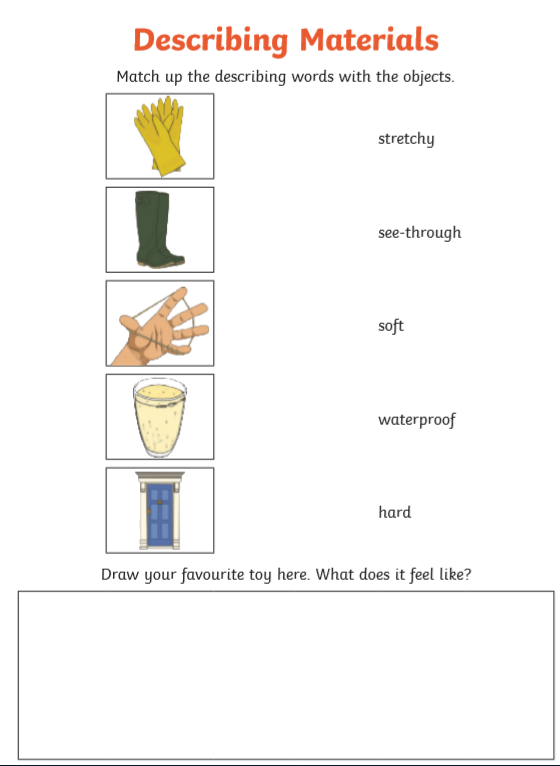 Describing Materials
Match up the describing words with the objects.
stretchy
see-through
soft
waterproof
hard
Draw your favourite toy here. What does it feel like?